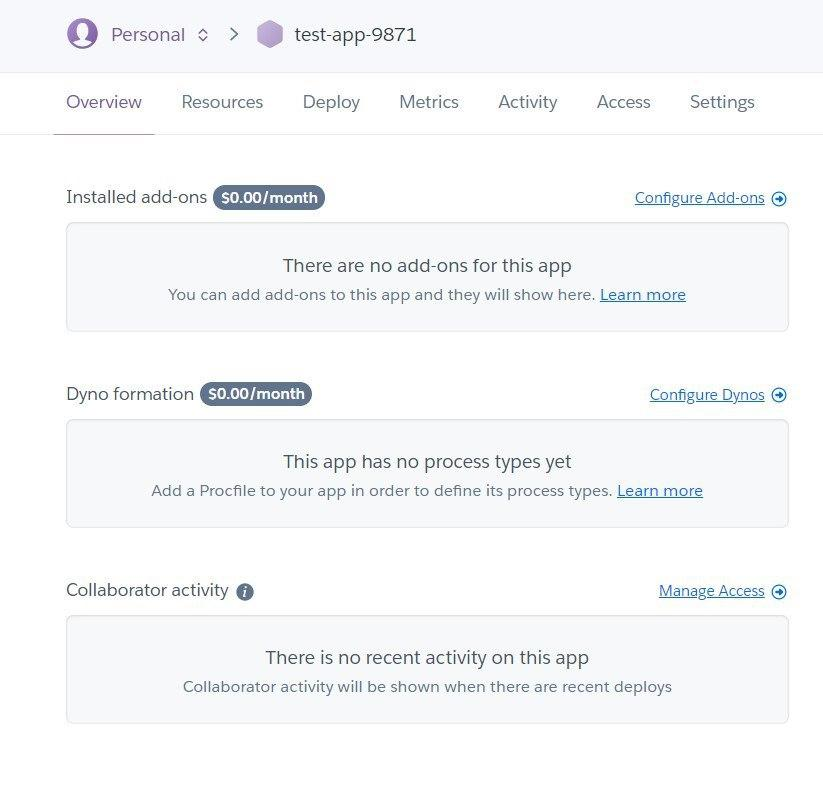 Personal test-app-9871
Overview Resources Deploy Metrics Activity Access Settings
Installed add-ons $0.00/month Configure Add-ons
There are no add-ons for this app
You can add add-ons to this app and they will show here. Learn more
Dyno formation $0.00/month Configure Dynos
This app has no process types yet
Add a Procfile to your app in order to define its process types. Learn more
Collaborator activity i Manage Access
There is no recent activity on this app
Collaborator activity will be shown when there are recent deploys